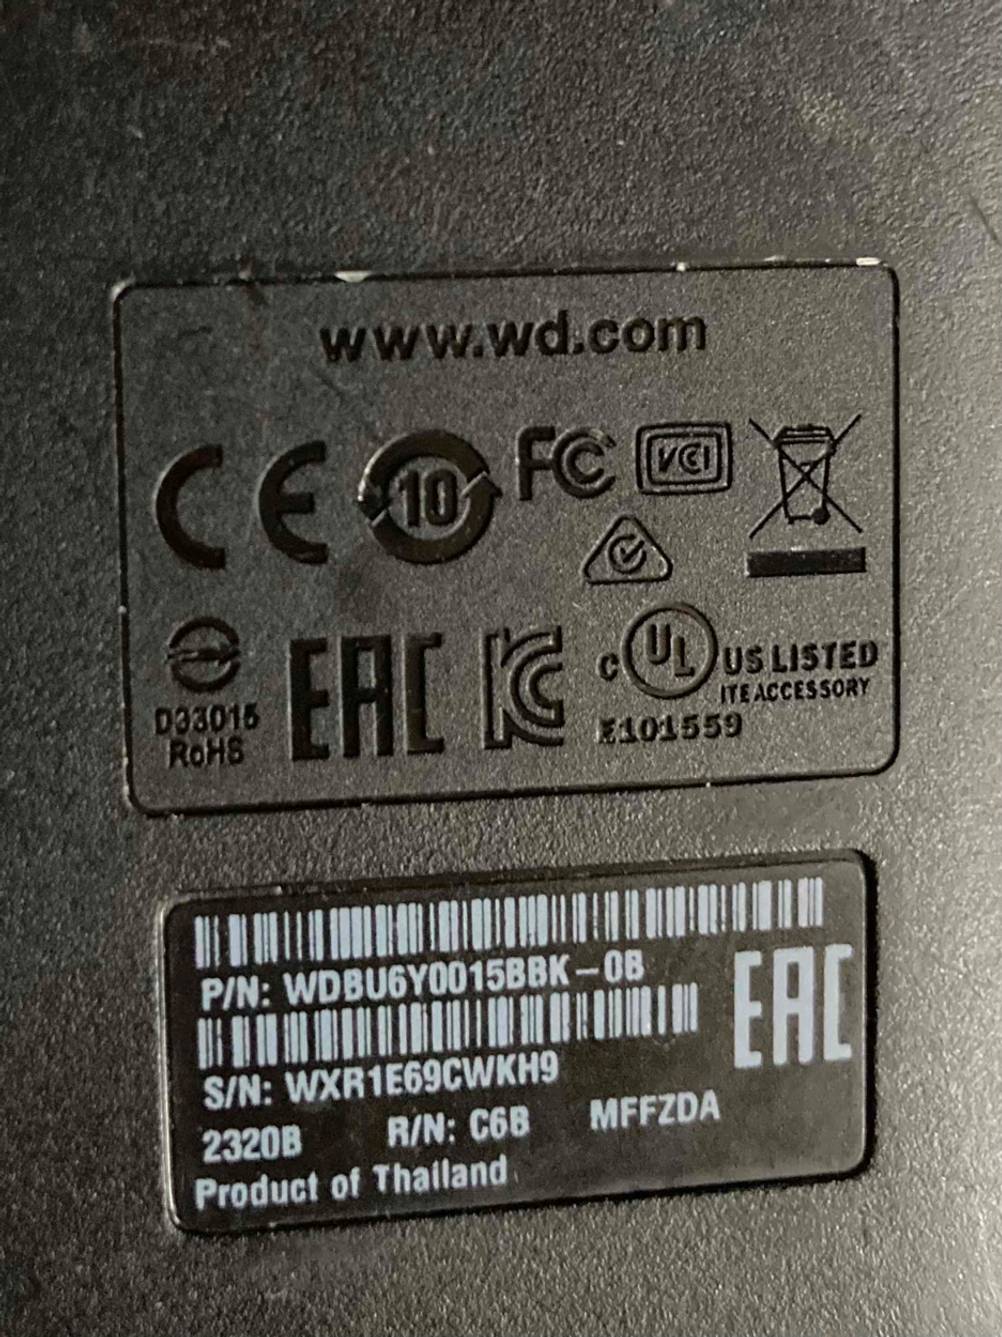 www.wd.com
CE 10 FC VCI
D33015
RoHS
EAC
KC
c UL US LISTED
ITE ACCESSORY
E101559
P/N: WDBU6Y0015BBK-0B
S/N: WXR1E69CWKH9
EAC
2320B R/N: C6B MFFZDA
Product of Thailand